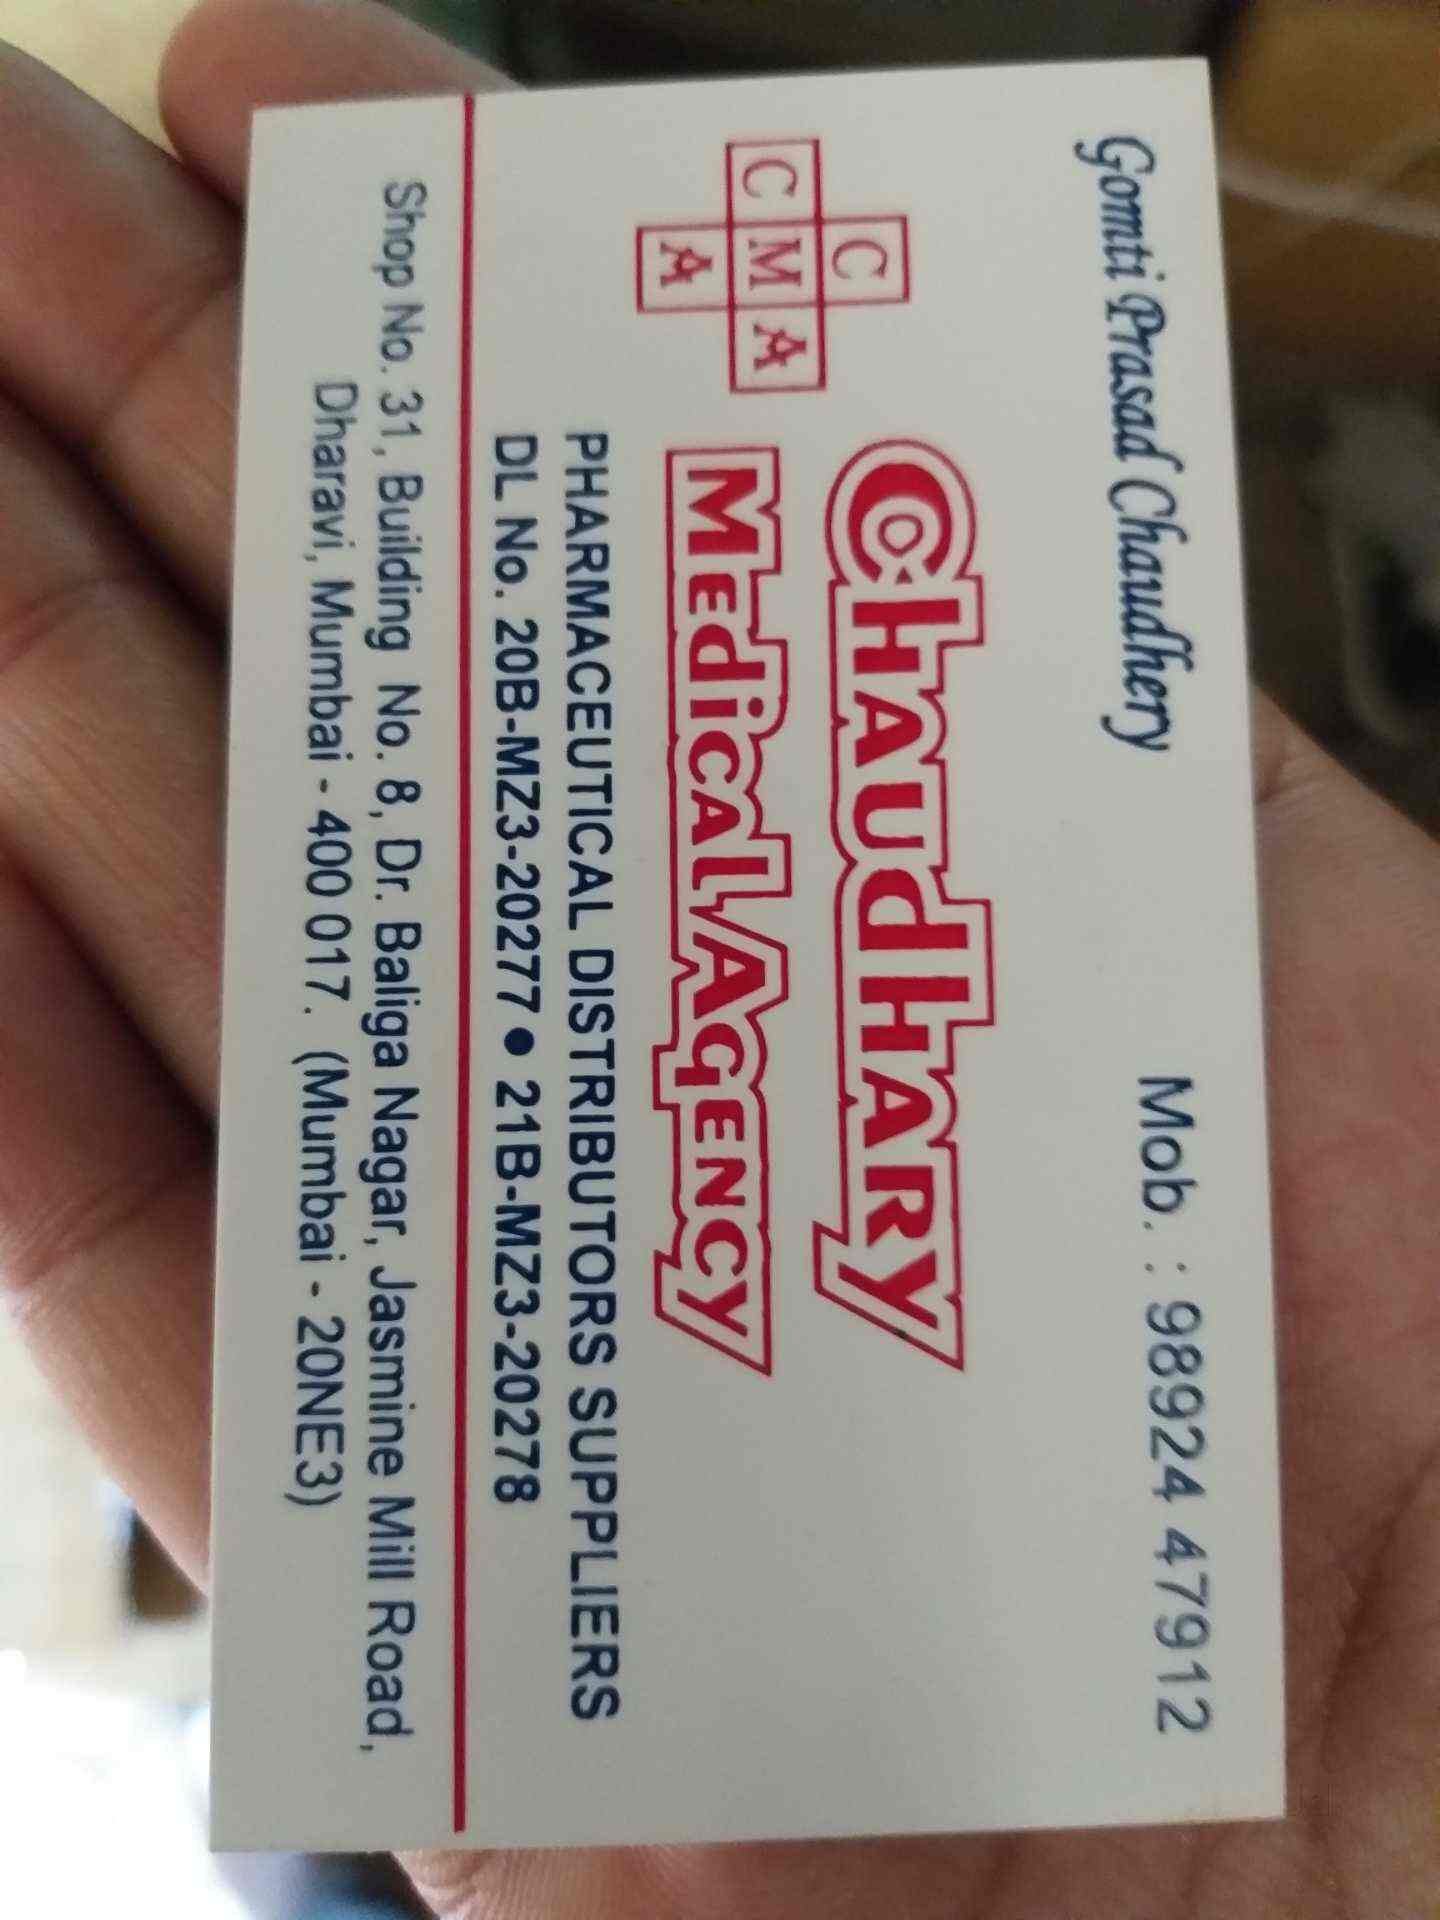 Gomti Prasad Chaudhery
Mob. : 98924 47912
C
C M A
A
Chaudhary
Medical Agency
PHARMACEUTICAL DISTRIBUTORS SUPPLIERS
DL No. 20B-MZ3-20277 • 21B-MZ3-20278
Shop No. 31, Building No. 8, Dr. Baliga Nagar, Jasmine Mill Road,
Dharavi, Mumbai - 400 017. (Mumbai - 20NE3)